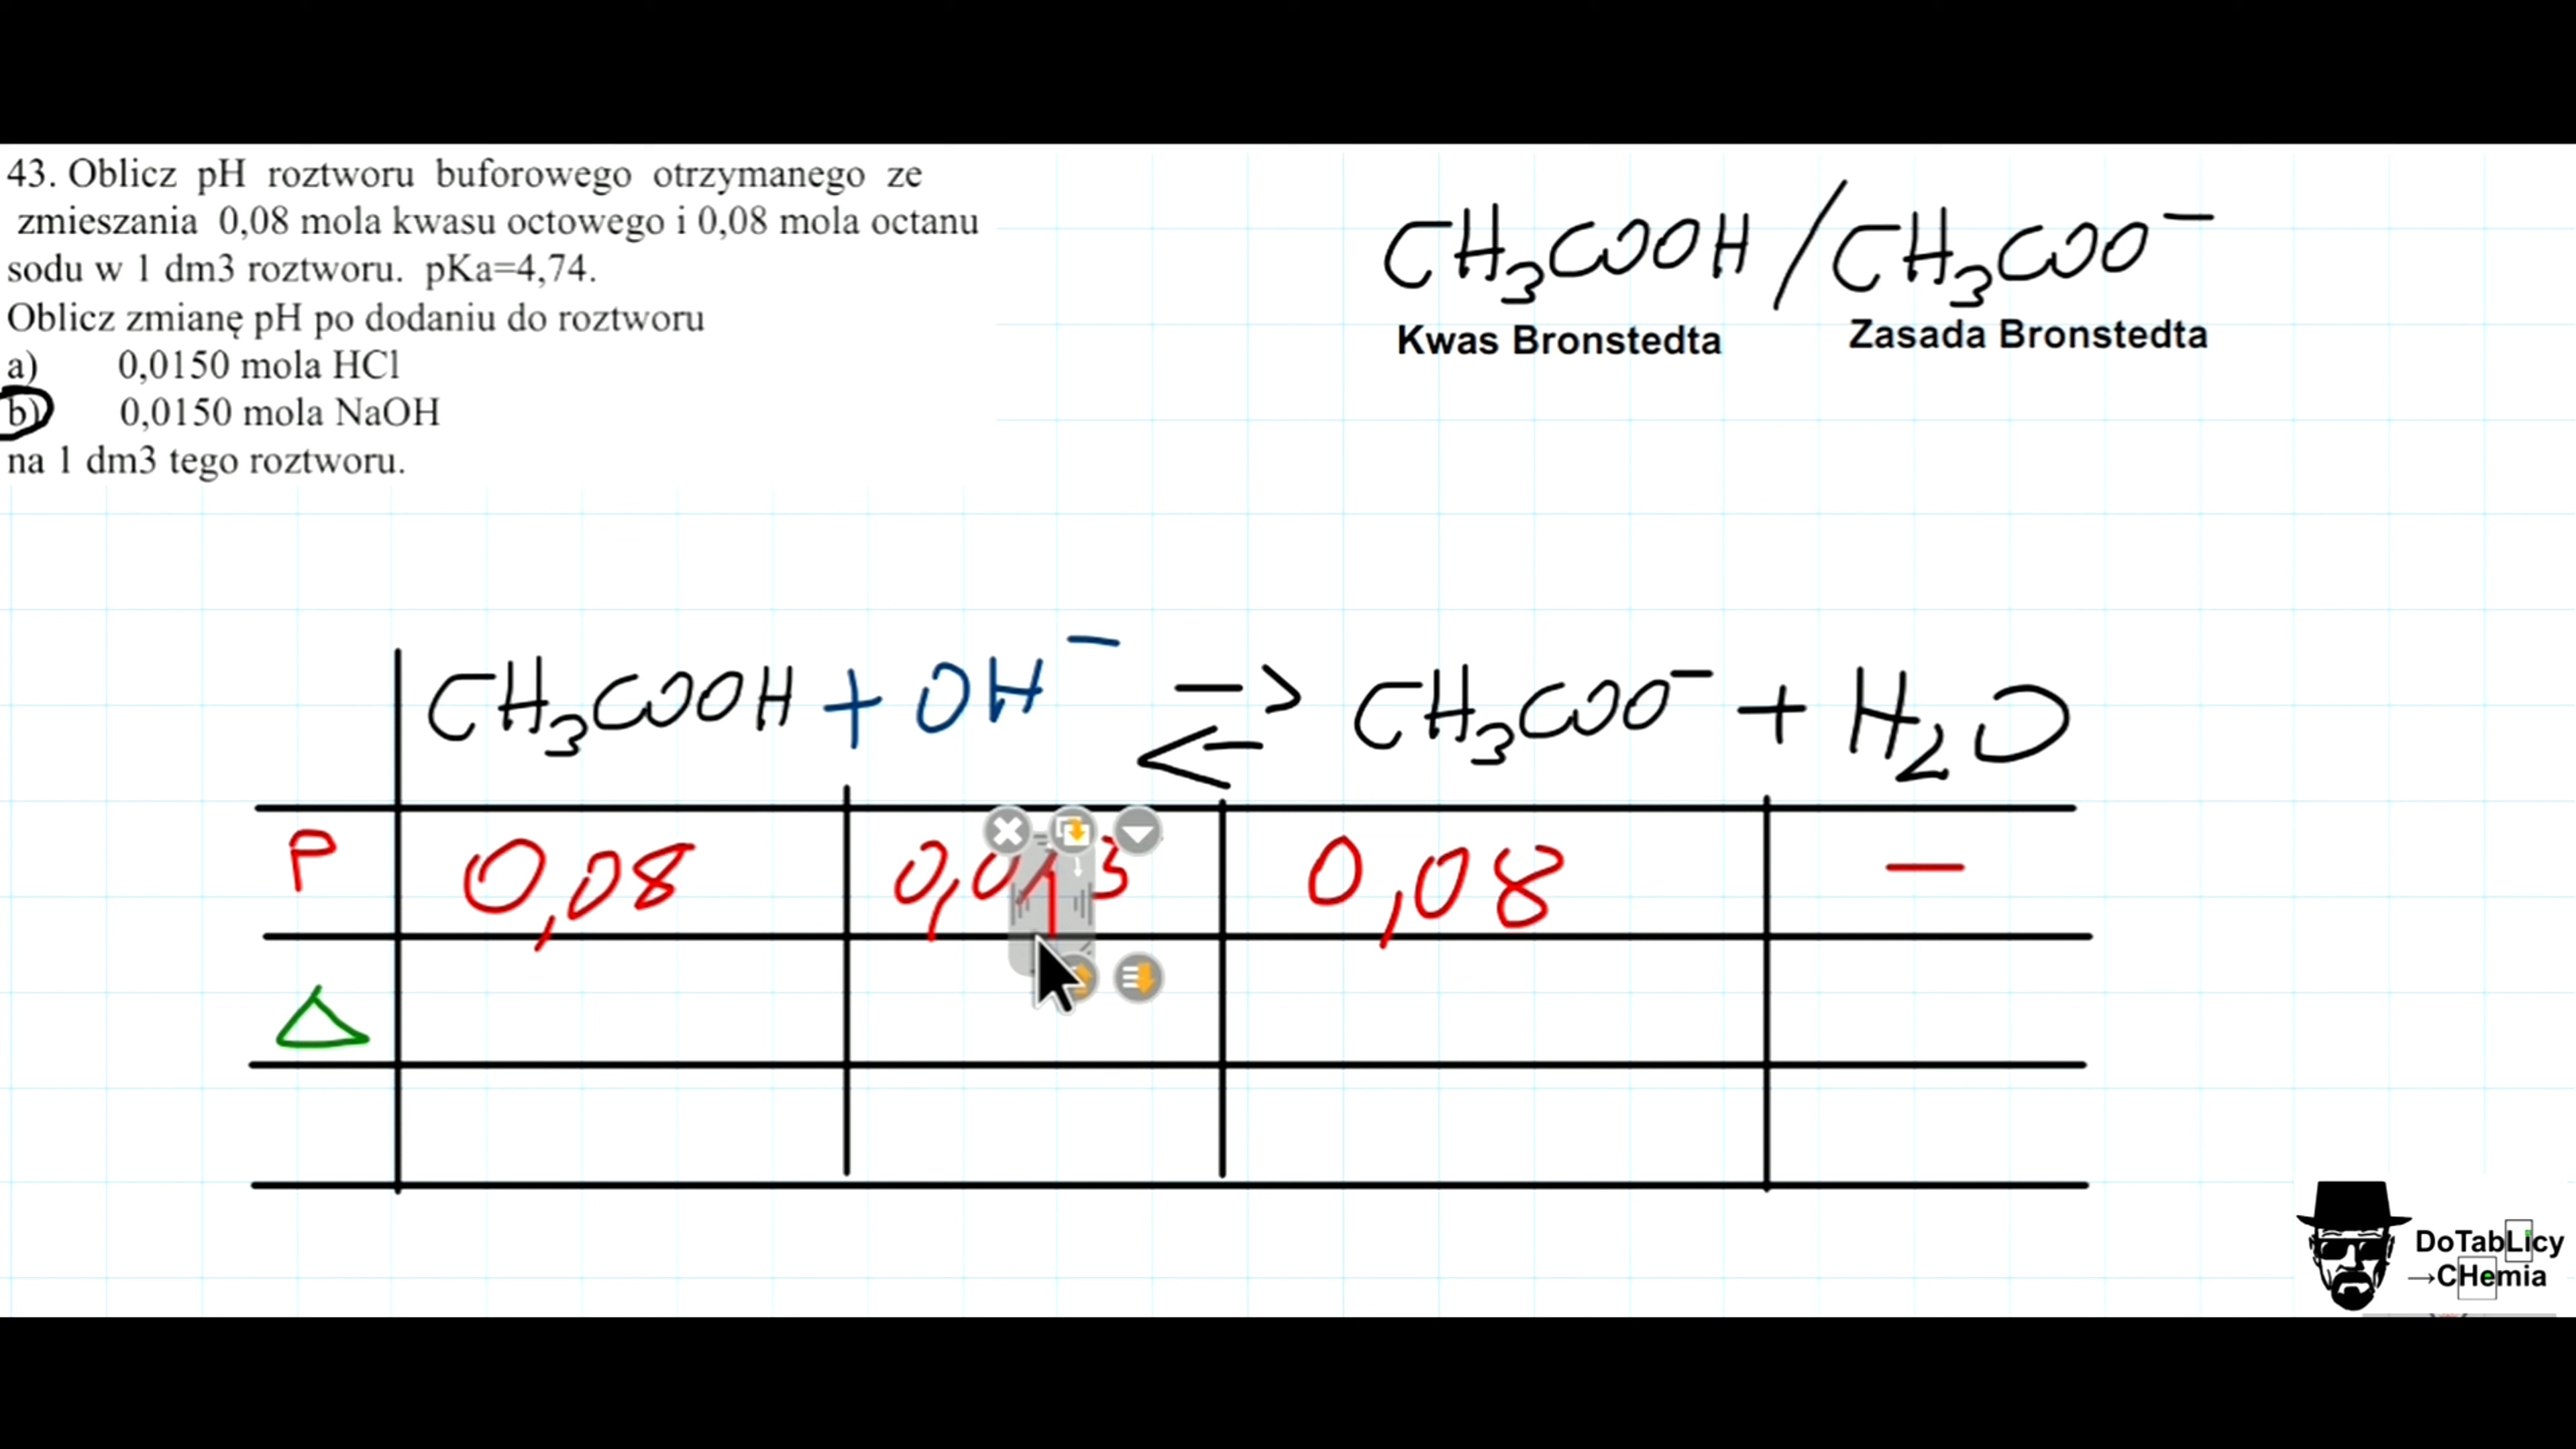 43. Oblicz pH roztworu buforowego otrzymanego ze
zmieszania 0,08 mola kwasu octowego i 0,08 mola octanu
sodu w 1 dm3 roztworu. pKa=4,74.
Oblicz zmianę pH po dodaniu do roztworu
a) 0,0150 mola HCl
b) 0,0150 mola NaOH
na 1 dm3 tego roztworu.
CH3COOH / CH3COO⁻
Kwas Bronstedta Zasada Bronstedta
CH3COOH + OH⁻ -> <- CH3COO⁻ + H2O
P 0,08 0,08 —
Δ
DoTabLicy
→CHemia